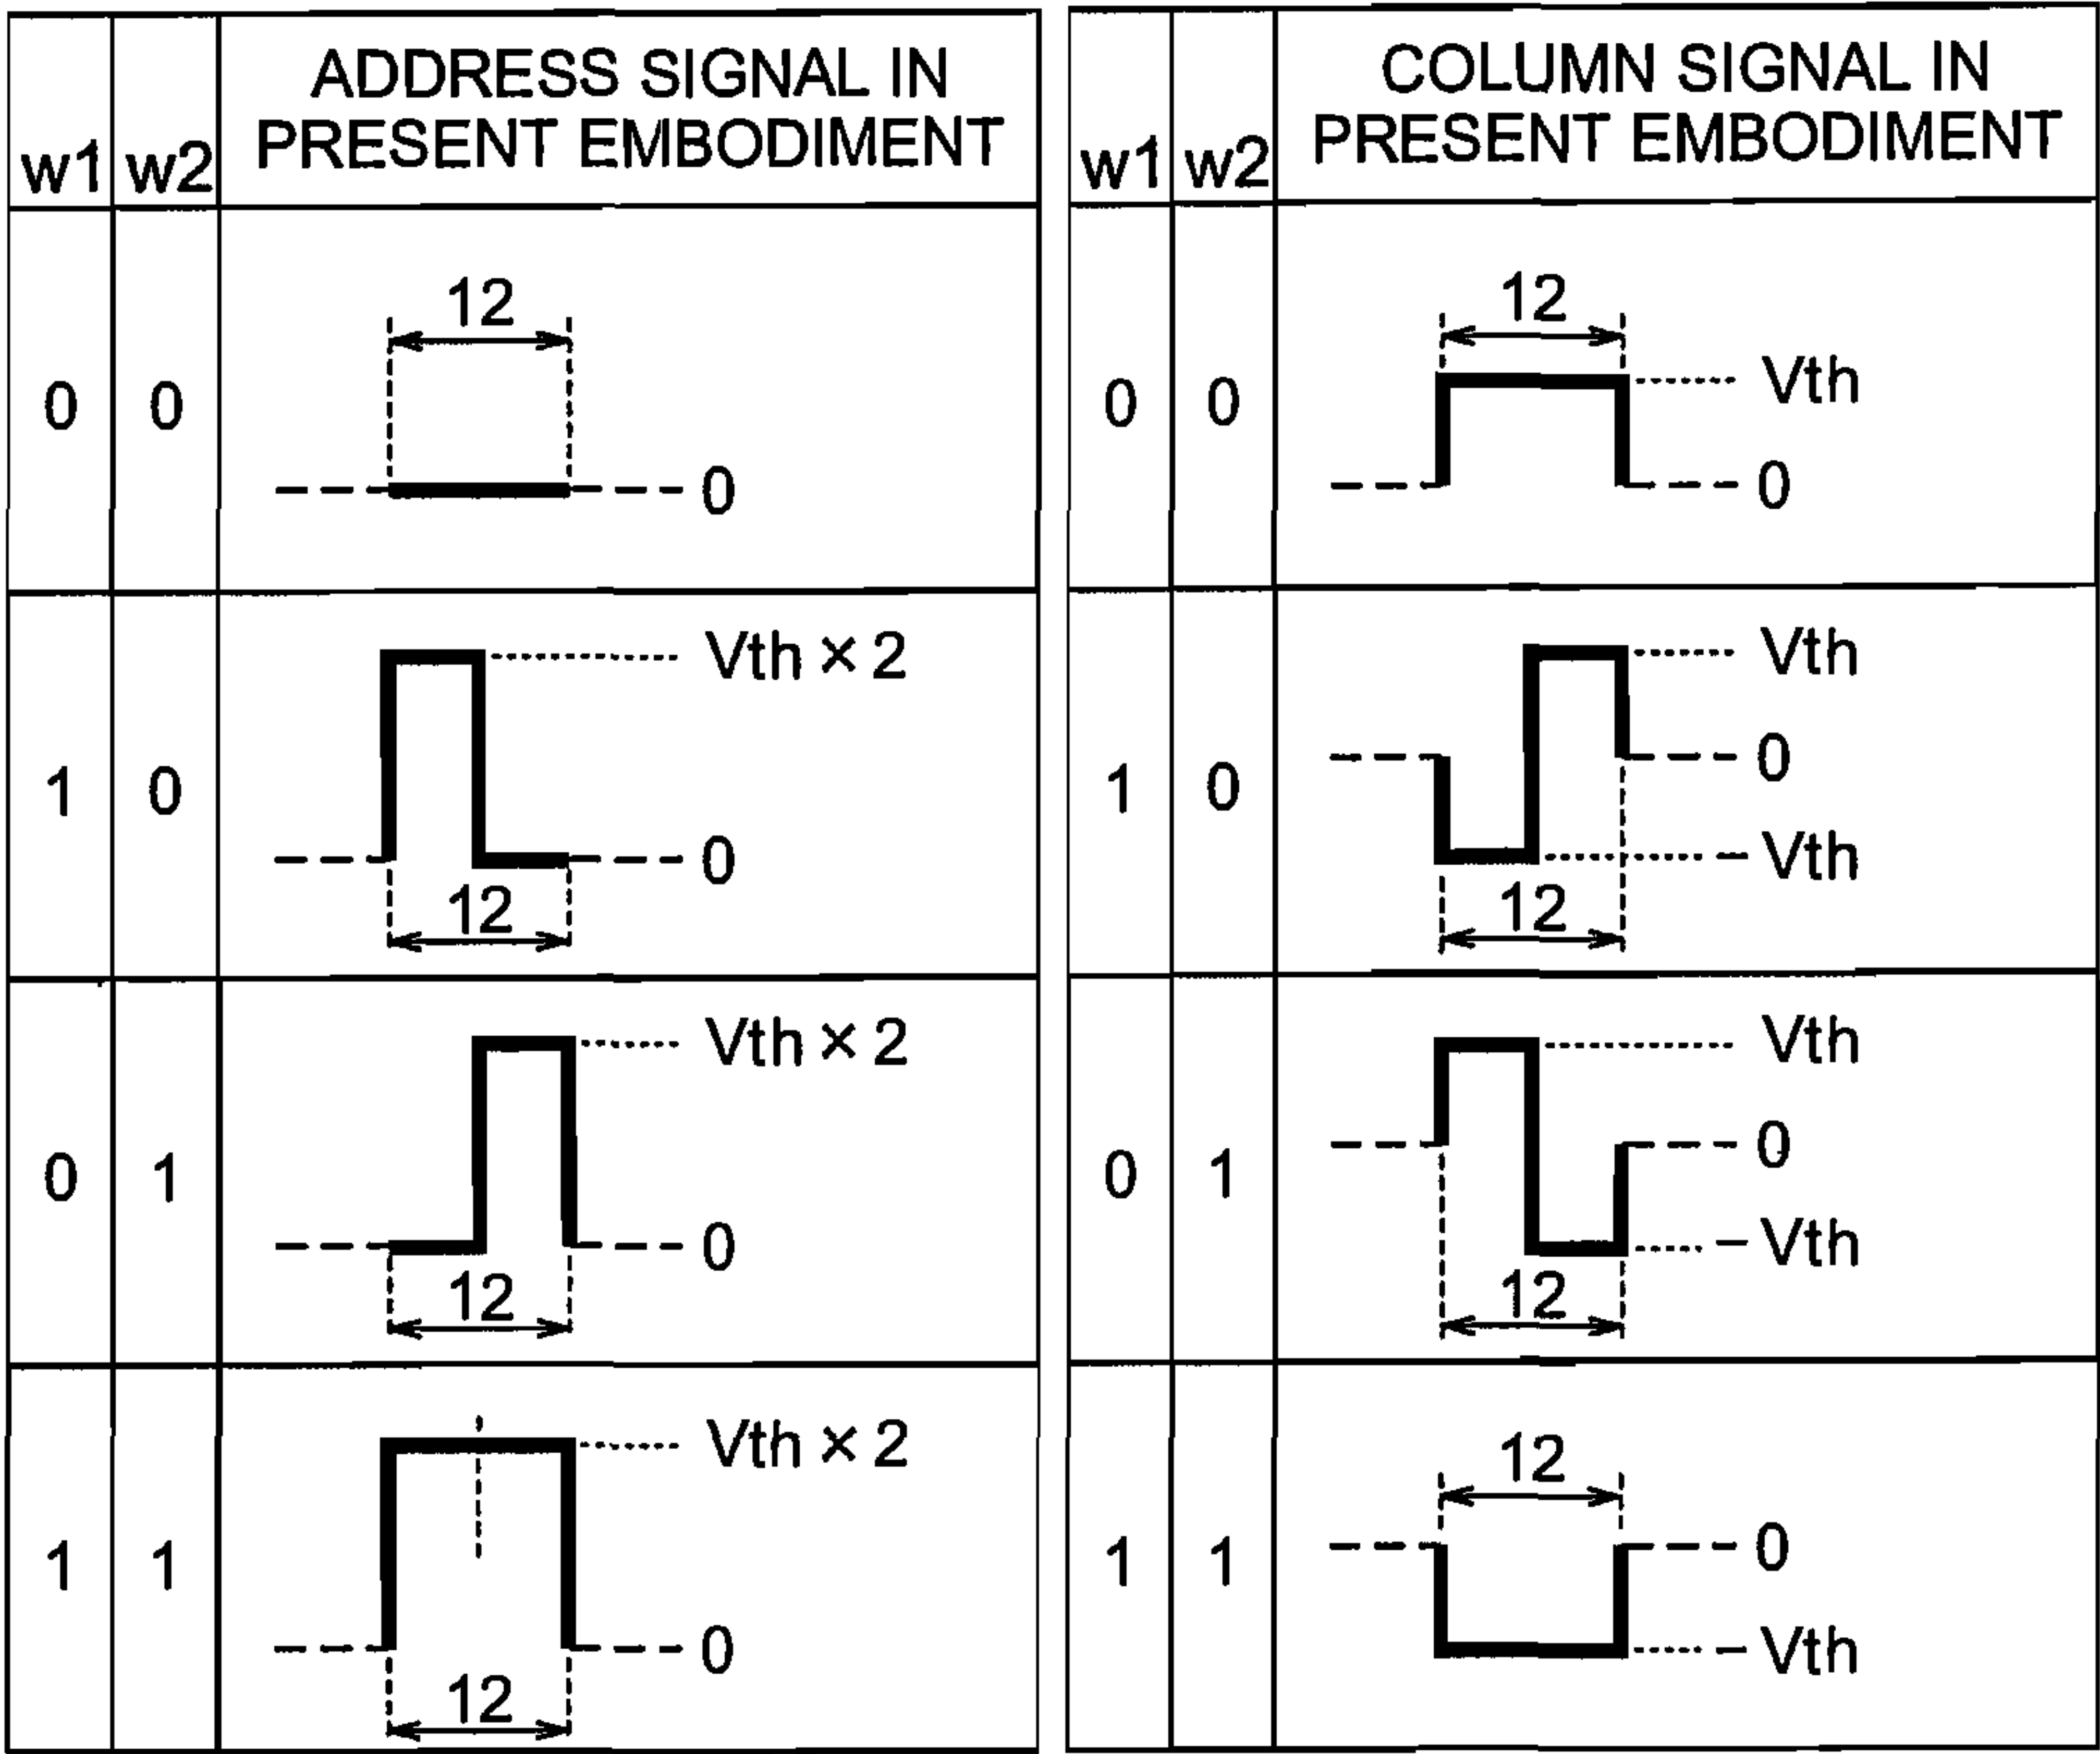 w1 w2 ADDRESS SIGNAL IN
PRESENT EMBODIMENT
0 0
12
0
1 0
Vth × 2
0
12
0 1
Vth × 2
0
12
1 1
Vth × 2
0
12
w1 w2 COLUMN SIGNAL IN
PRESENT EMBODIMENT
0 0
12
Vth
0
1 0
Vth
0
− Vth
12
0 1
Vth
0
− Vth
12
1 1
12
0
− Vth